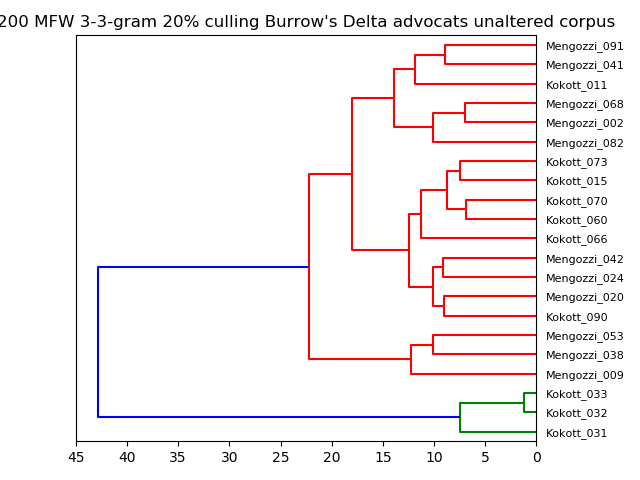 200 MFW 3-3-gram 20% culling Burrow's Delta advocats unaltered corpus
Mengozzi_091
Mengozzi_041
Kokott_011
Mengozzi_068
Mengozzi_002
Mengozzi_082
Kokott_073
Kokott_015
Kokott_070
Kokott_060
Kokott_066
Mengozzi_042
Mengozzi_024
Mengozzi_020
Kokott_090
Mengozzi_053
Mengozzi_038
Mengozzi_009
Kokott_033
Kokott_032
Kokott_031
45 40 35 30 25 20 15 10 5 0